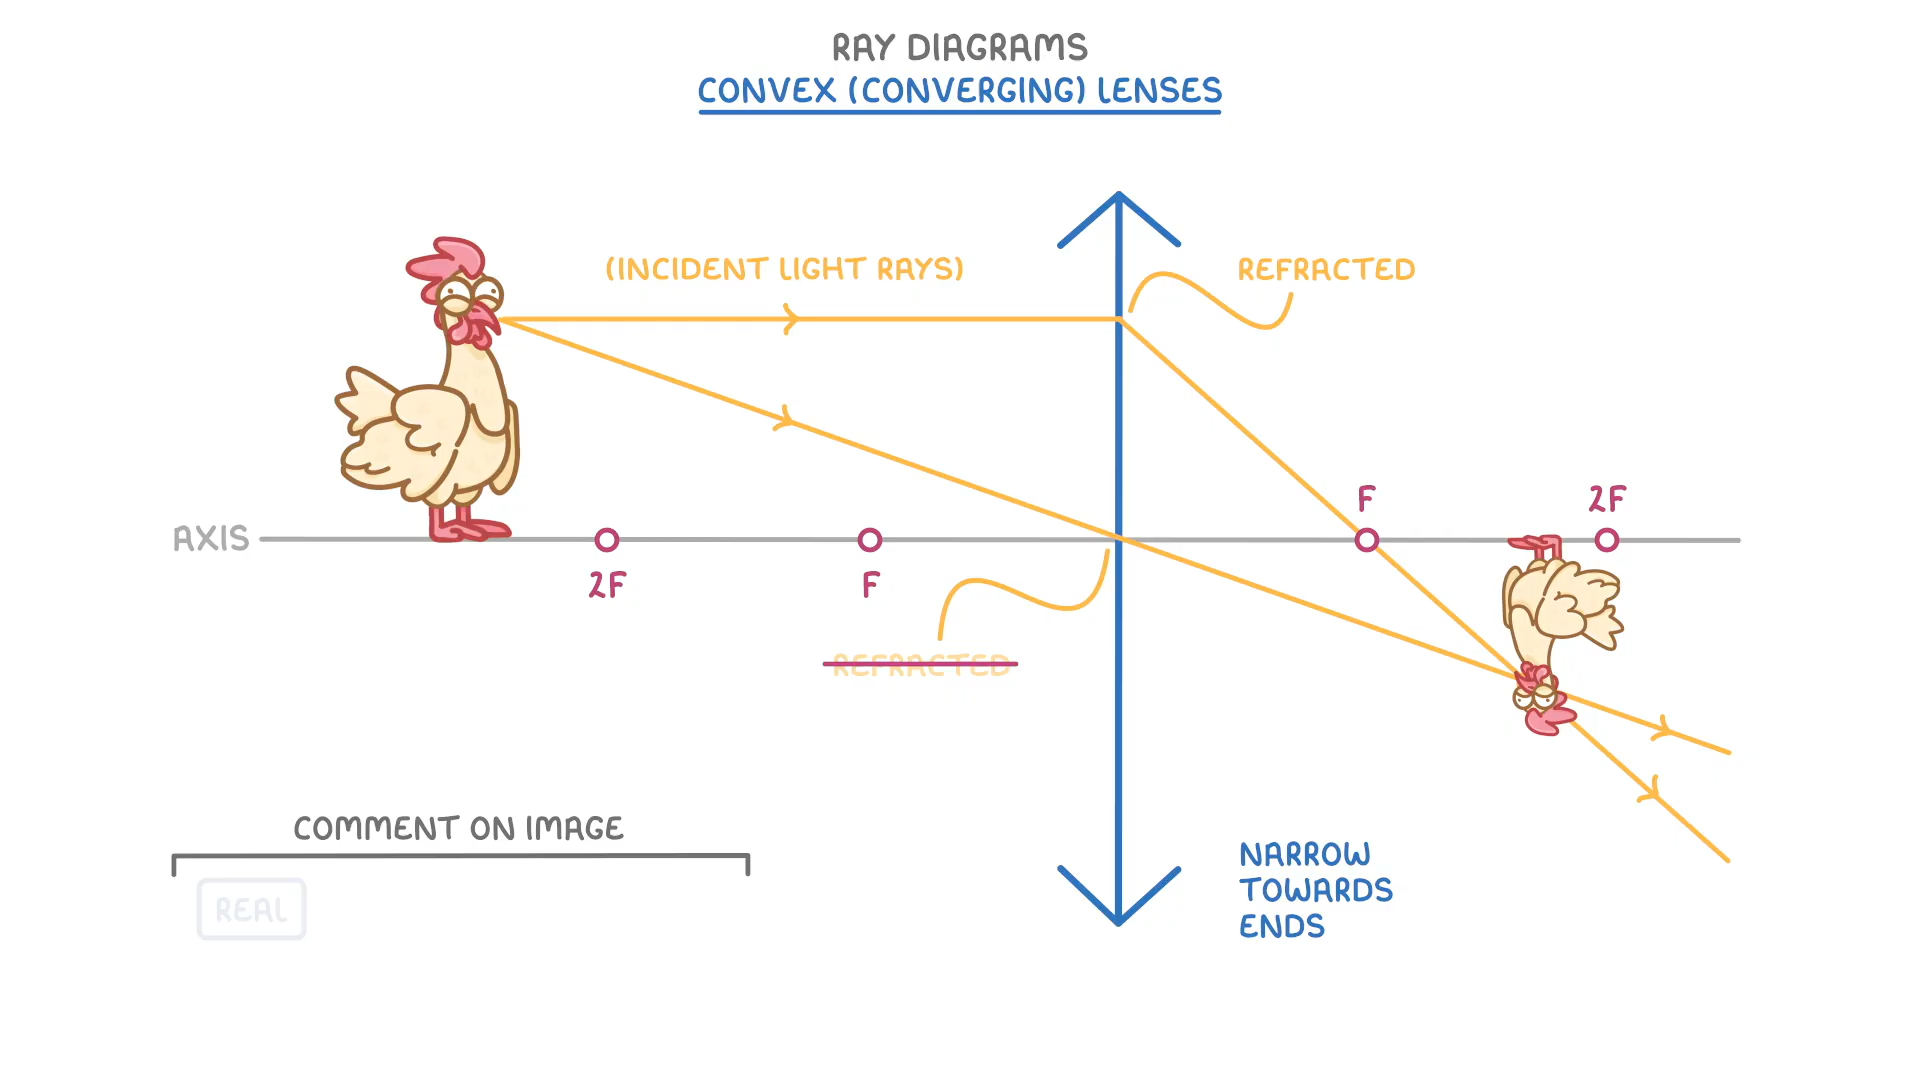 RAY DIAGRAMS
CONVEX (CONVERGING) LENSES
(INCIDENT LIGHT RAYS)
REFRACTED
F
2F
AXIS
2F
F
REFRACTED
COMMENT ON IMAGE
REAL
NARROW
TOWARDS
ENDS